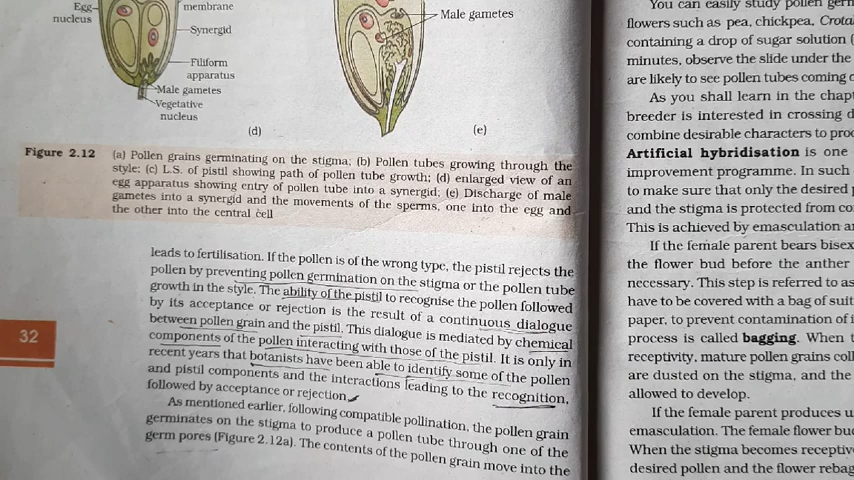 Egg-
nucleus
membrane
Synergid
Filiform
apparatus
Male gametes
Vegetative
nucleus
(d)
Male gametes
(e)
Figure 2.12 (a) Pollen grains germinating on the stigma; (b) Pollen tubes growing through the
style; (c) L.S. of pistil showing path of pollen tube growth; (d) enlarged view of an
egg apparatus showing entry of pollen tube into a synergid; (e) Discharge of male
gametes into a synergid and the movements of the sperms, one into the egg and
the other into the central cell
leads to fertilisation. If the pollen is of the wrong type, the pistil rejects the
pollen by preventing pollen germination on the stigma or the pollen tube
growth in the style. The ability of the pistil to recognise the pollen followed
by its acceptance or rejection is the result of a continuous dialogue
between pollen grain and the pistil. This dialogue is mediated by chemical
components of the pollen interacting with those of the pistil. It is only in
recent years that botanists have been able to identify some of the pollen
and pistil components and the interactions leading to the recognition,
followed by acceptance or rejection.
As mentioned earlier, following compatible pollination, the pollen grain
germinates on the stigma to produce a pollen tube through one of the
germ pores (Figure 2.12a). The contents of the pollen grain move into the
32
You can easily study pollen
flowers such as pea, chickpea,
containing a drop of sugar solution (
minutes, observe the slide under the
are likely to see pollen tubes coming
As you shall learn in the
breeder is interested in crossing
combine desirable characters to
Artificial hybridisation is one
improvement programme. In such
to make sure that only the desired
and the stigma is protected from
This is achieved by emasculation
If the female parent bears
the flower bud before the anther
necessary. This step is referred to as
have to be covered with a bag of
paper, to prevent contamination of
process is called bagging. When
receptivity, mature pollen grains
are dusted on the stigma, and the
allowed to develop.
If the female parent produces
emasculation. The female flower
When the stigma becomes
desired pollen and the flower